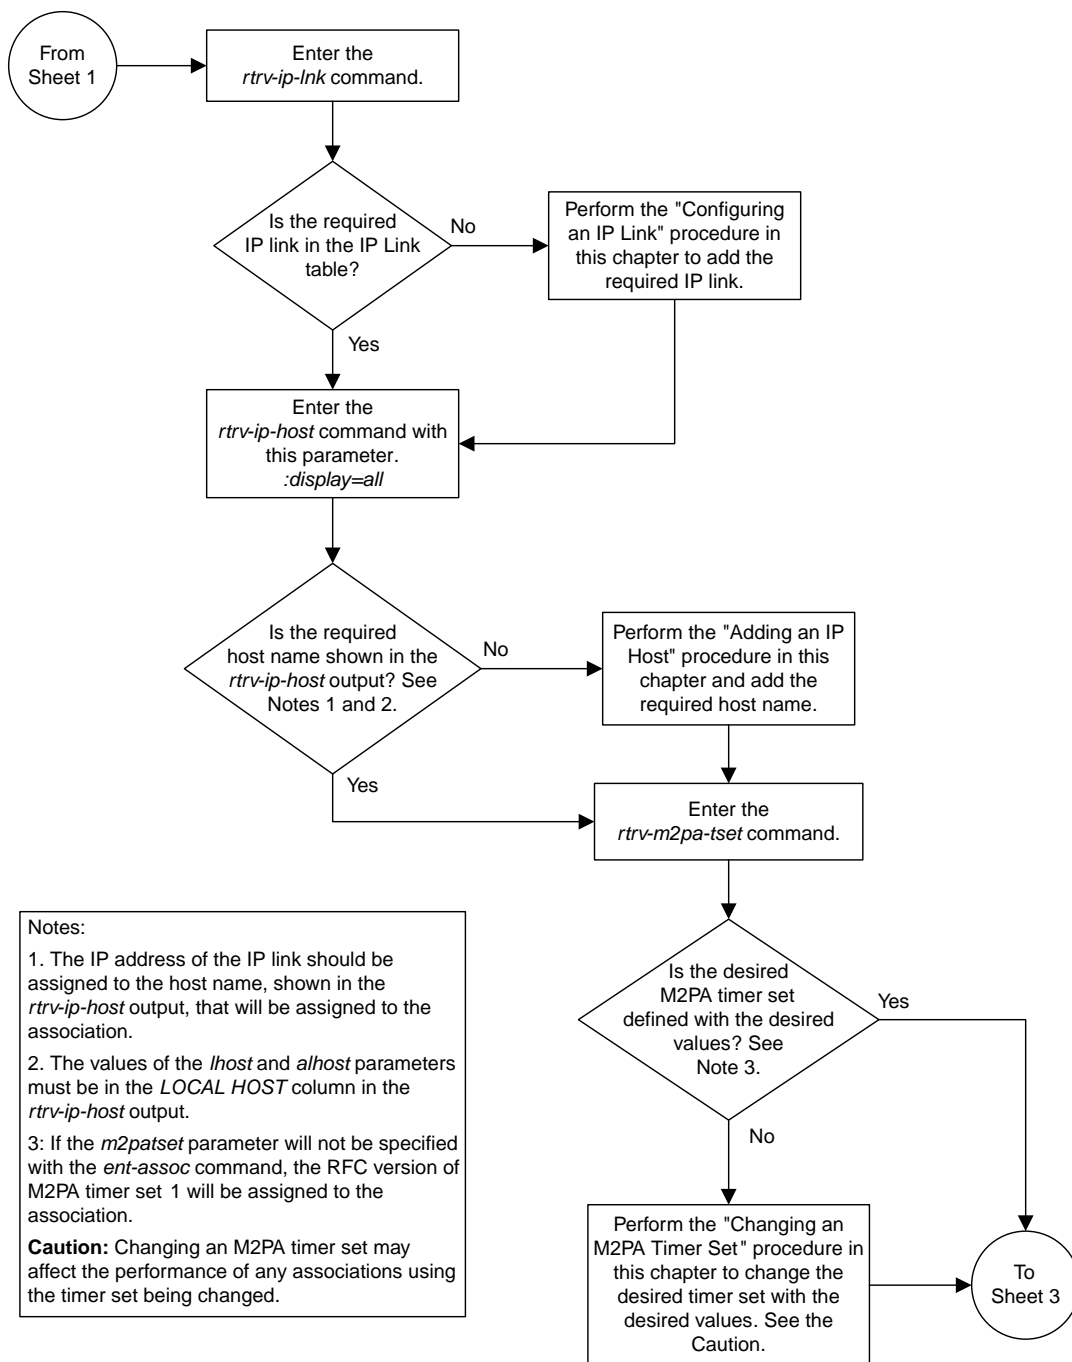 From
Sheet 1
Enter the
rtrv-ip-lnk command.
Is the required
IP link in the IP Link
table?
No
Perform the "Configuring
an IP Link" procedure in
this chapter to add the
required IP link.
Yes
Enter the
rtrv-ip-host command with
this parameter.
:display=all
Is the required
host name shown in the
rtrv-ip-host output? See
Notes 1 and 2.
No
Perform the "Adding an IP
Host" procedure in this
chapter and add the
required host name.
Yes
Enter the
rtrv-m2pa-tset command.
Is the desired
M2PA timer set
defined with the desired
values? See
Note 3.
Yes
No
Perform the "Changing an
M2PA Timer Set" procedure in
this chapter to change the
desired timer set with the
desired values. See the
Caution.
To
Sheet 3
Notes:
1. The IP address of the IP link should be
assigned to the host name, shown in the
rtrv-ip-host output, that will be assigned to the
association.
2. The values of the lhost and alhost parameters
must be in the LOCAL HOST column in the
rtrv-ip-host output.
3: If the m2patset parameter will not be specified
with the ent-assoc command, the RFC version of
M2PA timer set 1 will be assigned to the
association.
Caution: Changing an M2PA timer set may
affect the performance of any associations using
the timer set being changed.